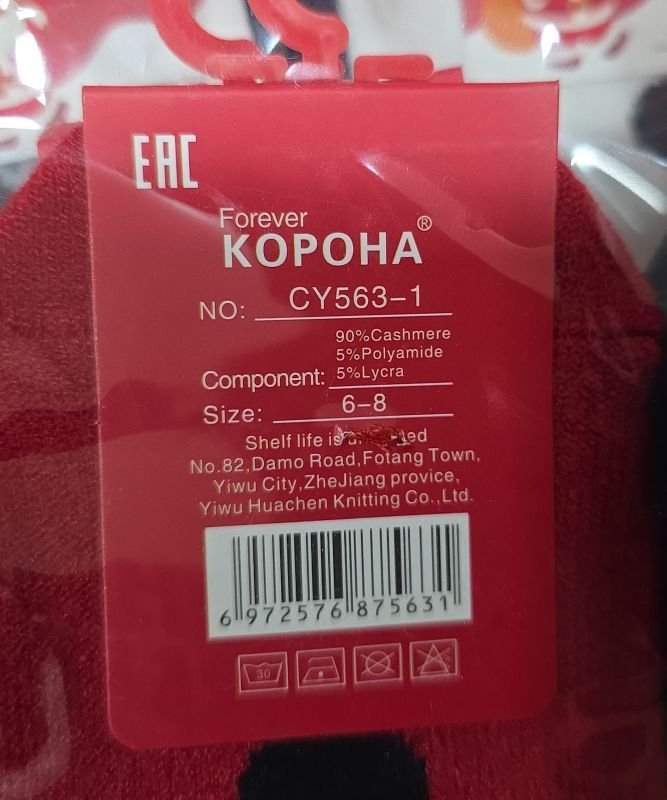 EAC
Forever
КОРОНА®
NO: CY563-1
90%Cashmere
5%Polyamide
Component: 5%Lycra
Size: 6-8
Shelf life is
No.82,Damo Road,Fotang Town,
Yiwu City,ZheJiang provice,
Yiwu Huachen Knitting Co.,Ltd.
6 972576 875631
30